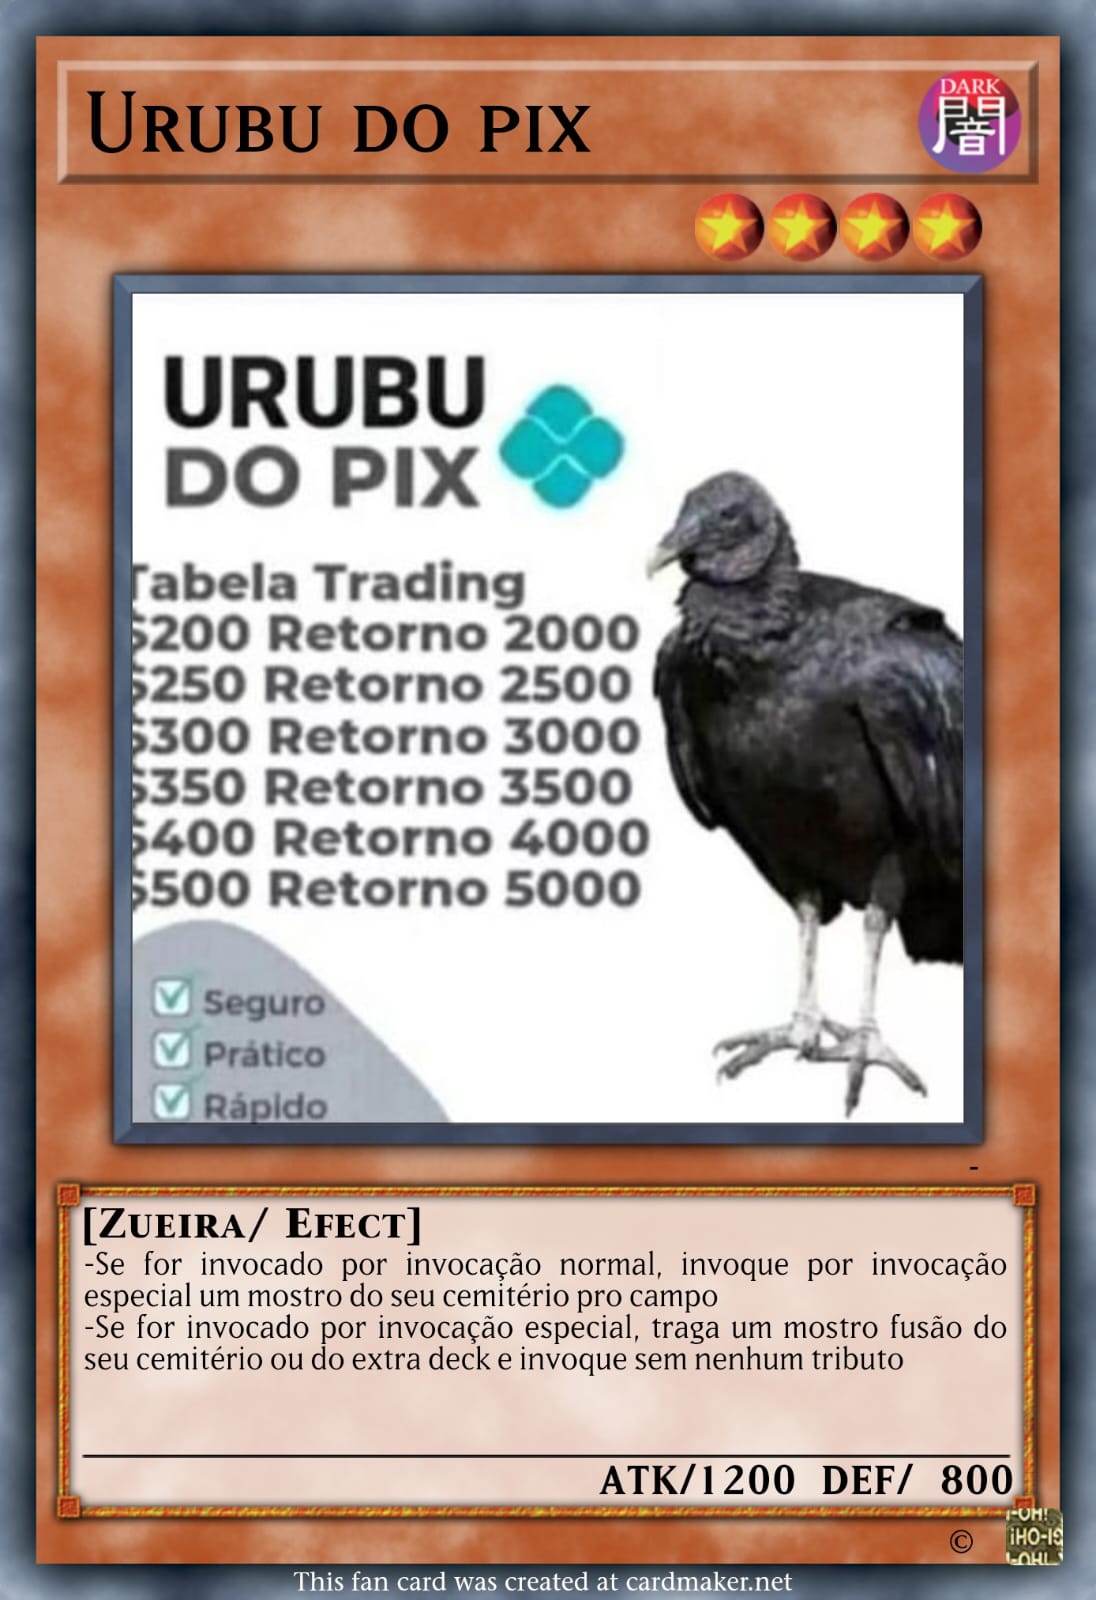 Urubu do pix
DARK
闇
URUBU
DO PIX
Tabela Trading
$200 Retorno 2000
$250 Retorno 2500
$300 Retorno 3000
$350 Retorno 3500
$400 Retorno 4000
$500 Retorno 5000
Seguro
Prático
Rápido
-
[Zueira/ Efect]
-Se for invocado por invocação normal, invoque por invocação
especial um mostro do seu cemitério pro campo
-Se for invocado por invocação especial, traga um mostro fusão do
seu cemitério ou do extra deck e invoque sem nenhum tributo
ATK/1200 DEF/ 800
©
This fan card was created at cardmaker.net